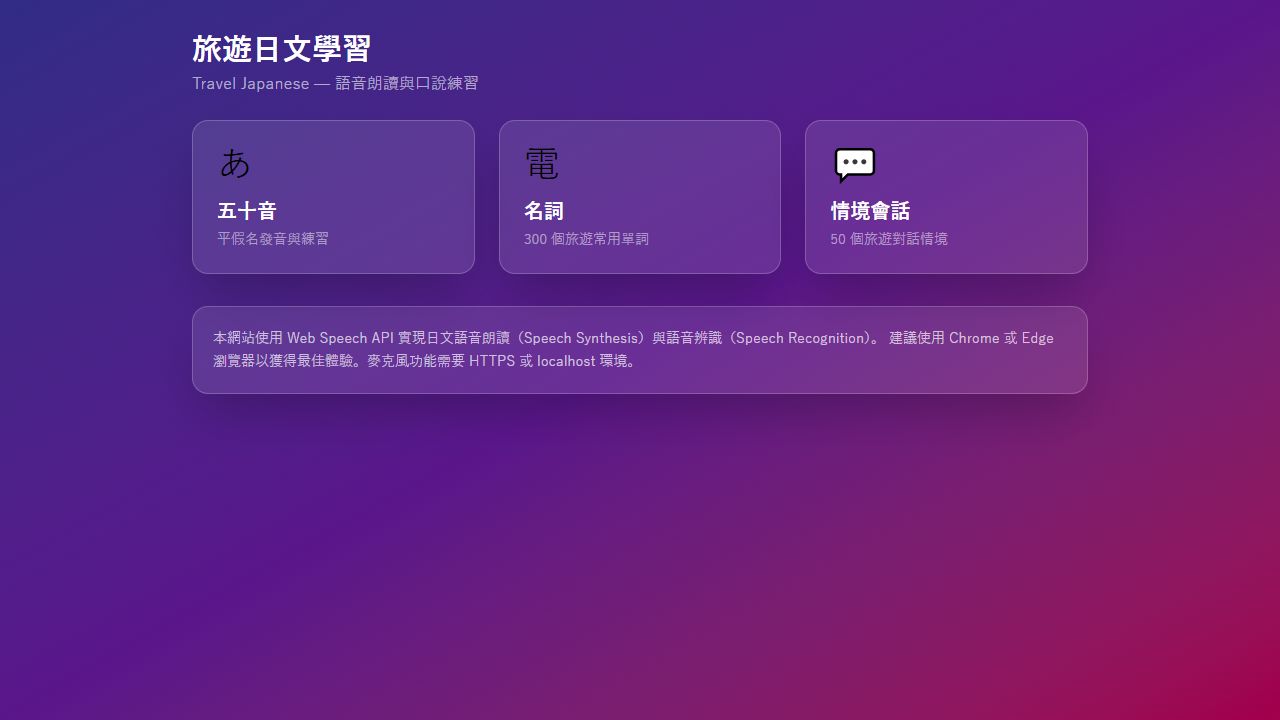 旅遊日文學習
Travel Japanese — 語音朗讀與口說練習
あ
五十音
平假名發音與練習
電
名詞
300 個旅遊常用單詞
情境會話
50 個旅遊對話情境
本網站使用 Web Speech API 實現日文語音朗讀（Speech Synthesis）與語音辨識（Speech Recognition）。 建議使用 Chrome 或 Edge
瀏覽器以獲得最佳體驗。麥克風功能需要 HTTPS 或 localhost 環境。